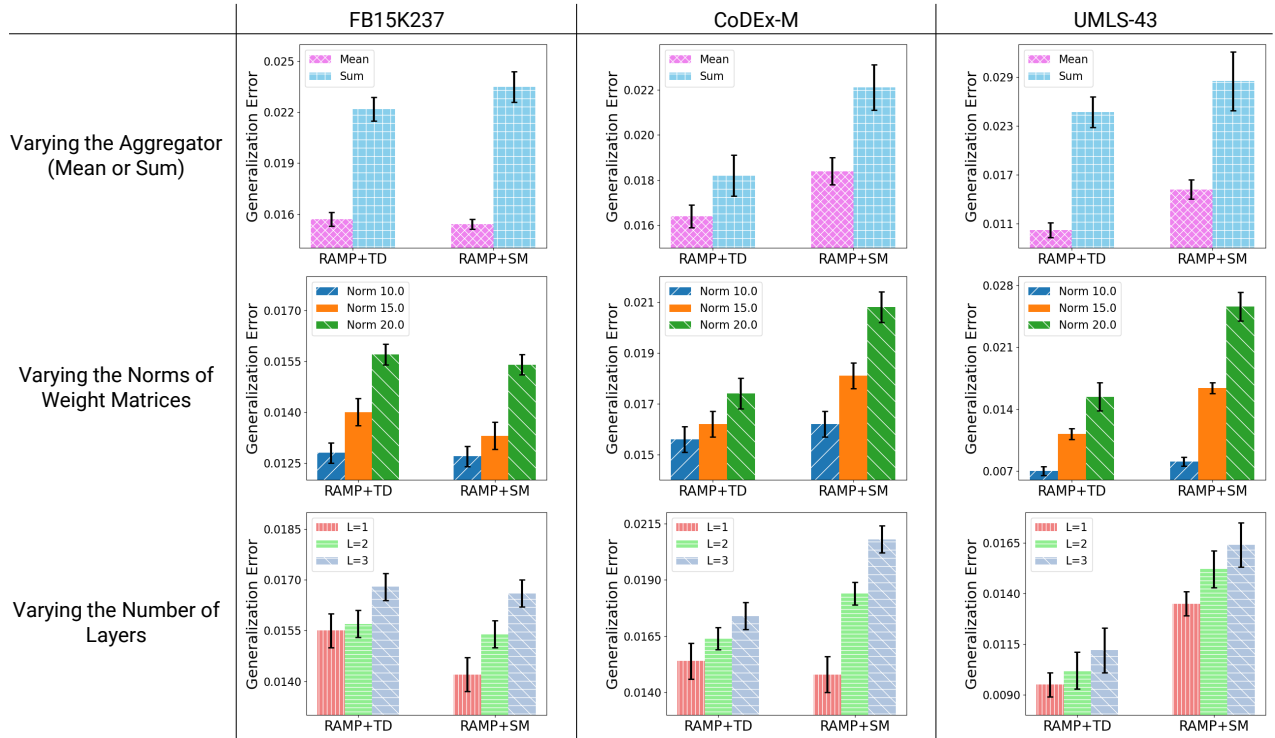 FB15K237
CoDEx-M
UMLS-43
Varying the Aggregator
(Mean or Sum)
Generalization Error
0.025
0.022
0.019
0.016
Mean
Sum
RAMP+TD
RAMP+SM
Generalization Error
0.022
0.020
0.018
0.016
Mean
Sum
RAMP+TD
RAMP+SM
Generalization Error
0.029
0.023
0.017
0.011
Mean
Sum
RAMP+TD
RAMP+SM
Varying the Norms of
Weight Matrices
Generalization Error
0.0170
0.0155
0.0140
0.0125
Norm 10.0
Norm 15.0
Norm 20.0
RAMP+TD
RAMP+SM
Generalization Error
0.021
0.019
0.017
0.015
Norm 10.0
Norm 15.0
Norm 20.0
RAMP+TD
RAMP+SM
Generalization Error
0.028
0.021
0.014
0.007
Norm 10.0
Norm 15.0
Norm 20.0
RAMP+TD
RAMP+SM
Varying the Number of
Layers
Generalization Error
0.0185
0.0170
0.0155
0.0140
L=1
L=2
L=3
RAMP+TD
RAMP+SM
Generalization Error
0.0215
0.0190
0.0165
0.0140
L=1
L=2
L=3
RAMP+TD
RAMP+SM
Generalization Error
0.0165
0.0140
0.0115
0.0090
L=1
L=2
L=3
RAMP+TD
RAMP+SM